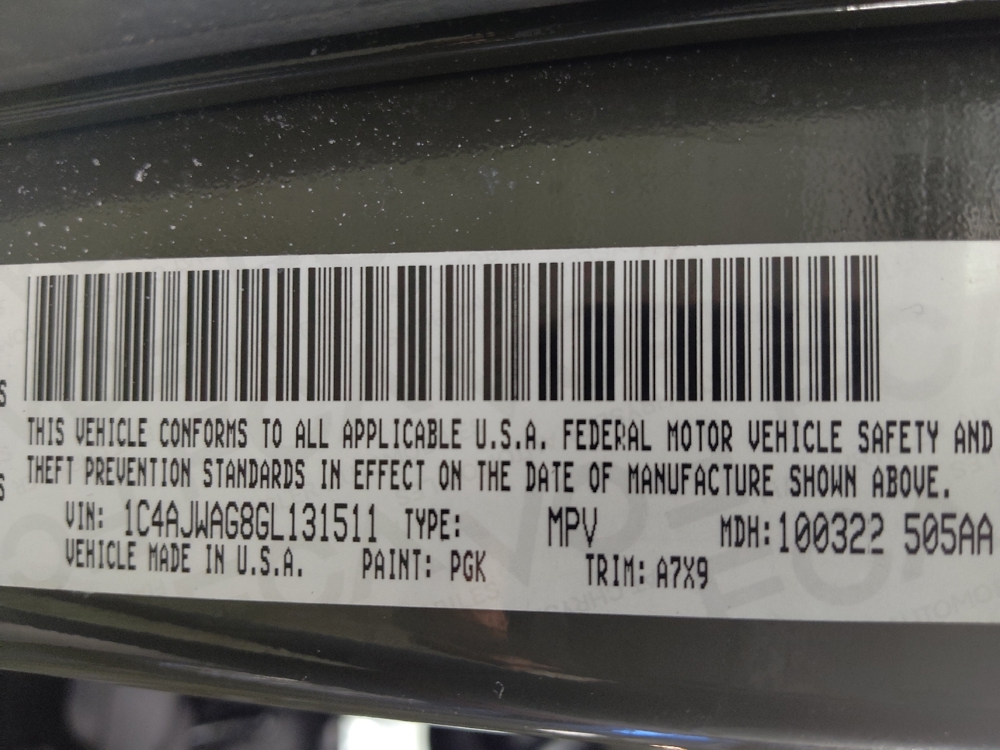 S
THIS VEHICLE CONFORMS TO ALL APPLICABLE U.S.A. FEDERAL MOTOR VEHICLE SAFETY AND
S THEFT PREVENTION STANDARDS IN EFFECT ON THE DATE OF MANUFACTURE SHOWN ABOVE.
VIN: 1C4AJWAG8GL131511 TYPE: MPV MDH: 100322 505AA
VEHICLE MADE IN U.S.A. PAINT: PGK TRIM: A7X9